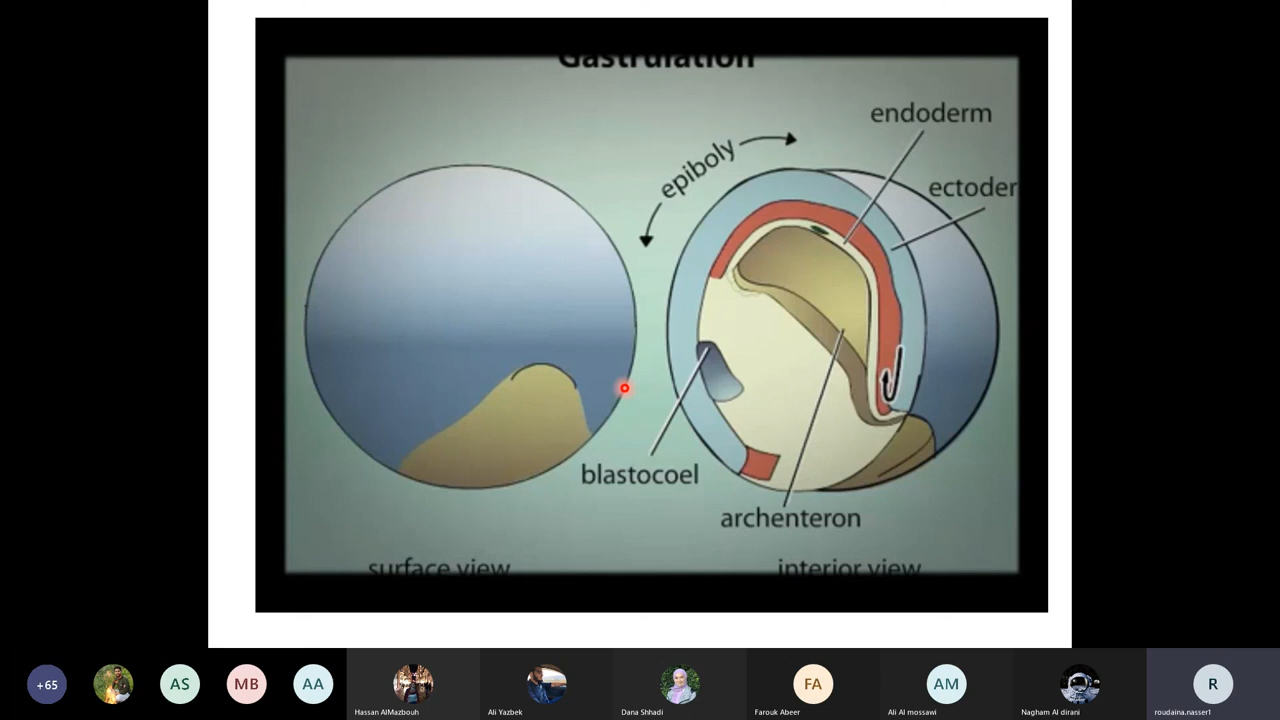 Gastrulation
endoderm
epiboly
ectoder
blastocoel
archenteron
surface view
interior view
+65
AS
MB
AA
FA
AM
R
Hassan AlMazbouh
Ali Yazbek
Dana Shhadi
Farouk Abeer
Ali Al mossawi
Nagham Al dirani
roudaina.nasser1